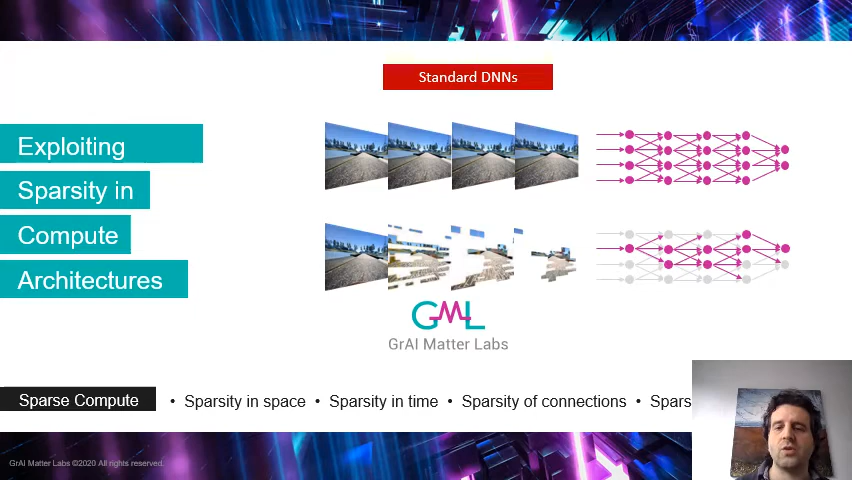 Standard DNNs
Exploiting
Sparsity in
Compute
Architectures
GML
GrAI Matter Labs
Sparse Compute
• Sparsity in space • Sparsity in time • Sparsity of connections •
GrAI Matter Labs ©2020 All rights reserved.